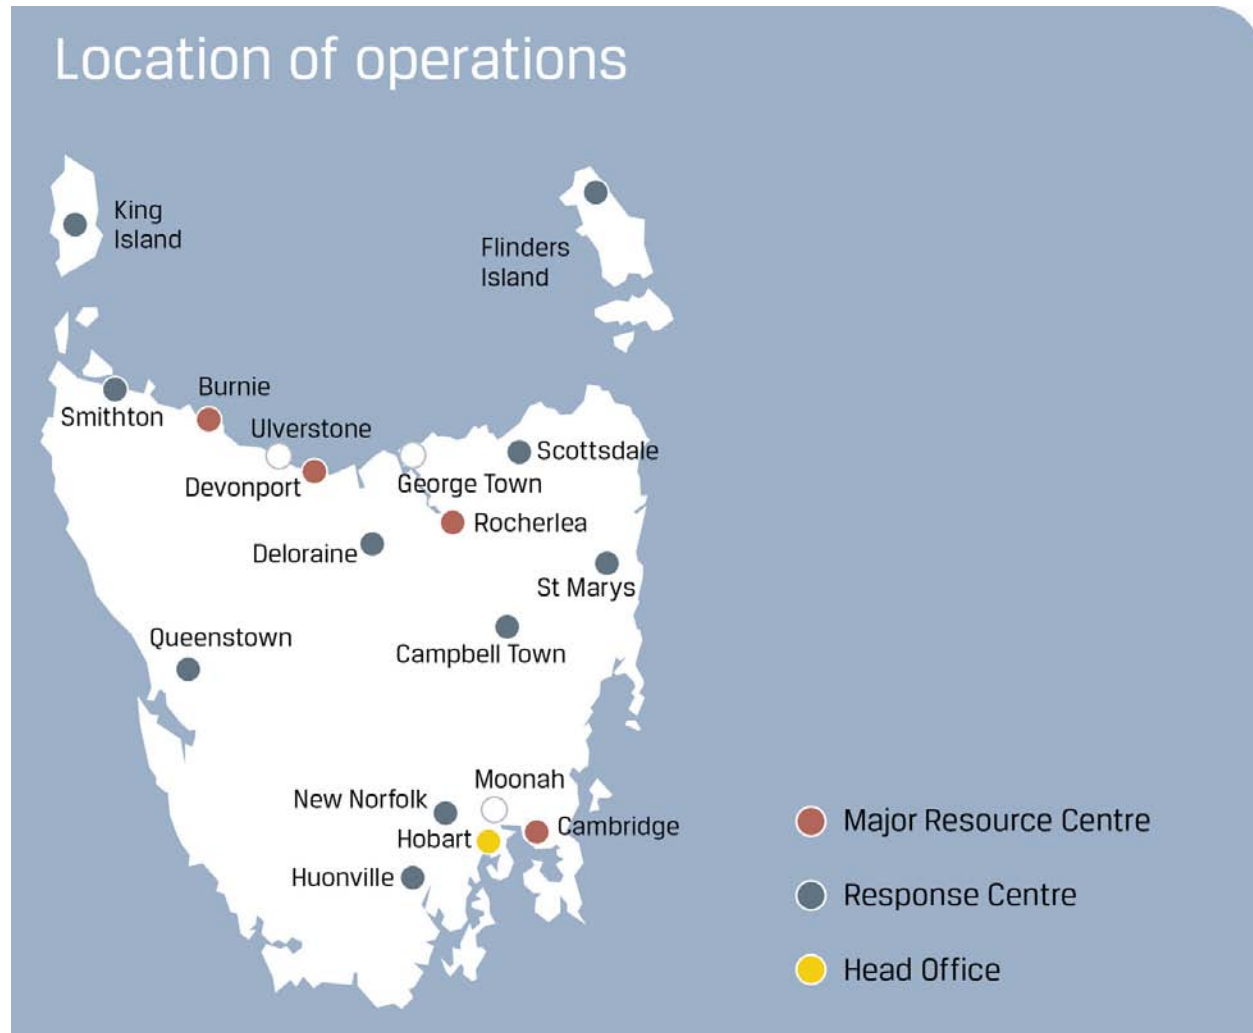 Location of operations
King
Island
Flinders
Island
Burnie
Smithton
Ulverstone
Scottsdale
Devonport
George Town
Rocherlea
Deloraine
St Marys
Queenstown
Campbell Town
Moonah
New Norfolk
Cambridge
Hobart
Huonville
Major Resource Centre
Response Centre
Head Office